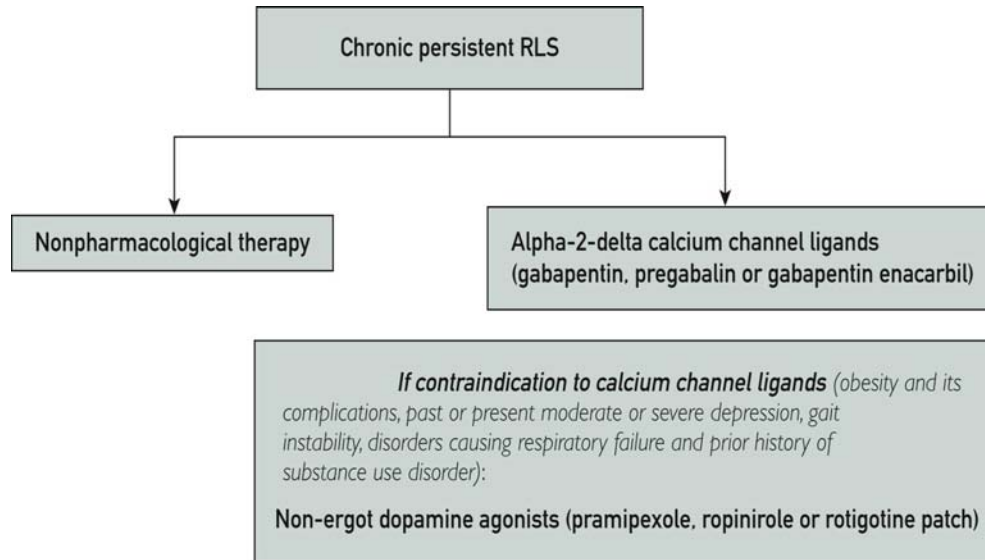 Chronic persistent RLS
Nonpharmacological therapy
Alpha-2-delta calcium channel ligands
(gabapentin, pregabalin or gabapentin enacarbil)
If contraindication to calcium channel ligands (obesity and its
complications, past or present moderate or severe depression, gait
instability, disorders causing respiratory failure and prior history of
substance use disorder):
Non-ergot dopamine agonists (pramipexole, ropinirole or rotigotine patch)